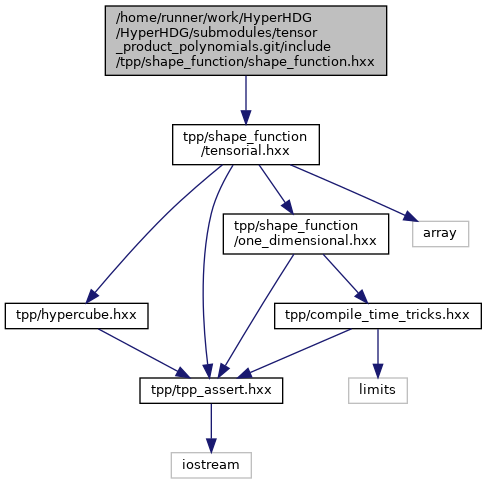 /home/runner/work/HyperHDG
/HyperHDG/submodules/tensor
_product_polynomials.git/include
/tpp/shape_function/shape_function.hxx
tpp/shape_function
/tensorial.hxx
tpp/shape_function
/one_dimensional.hxx
array
tpp/hypercube.hxx
tpp/compile_time_tricks.hxx
tpp/tpp_assert.hxx
limits
iostream